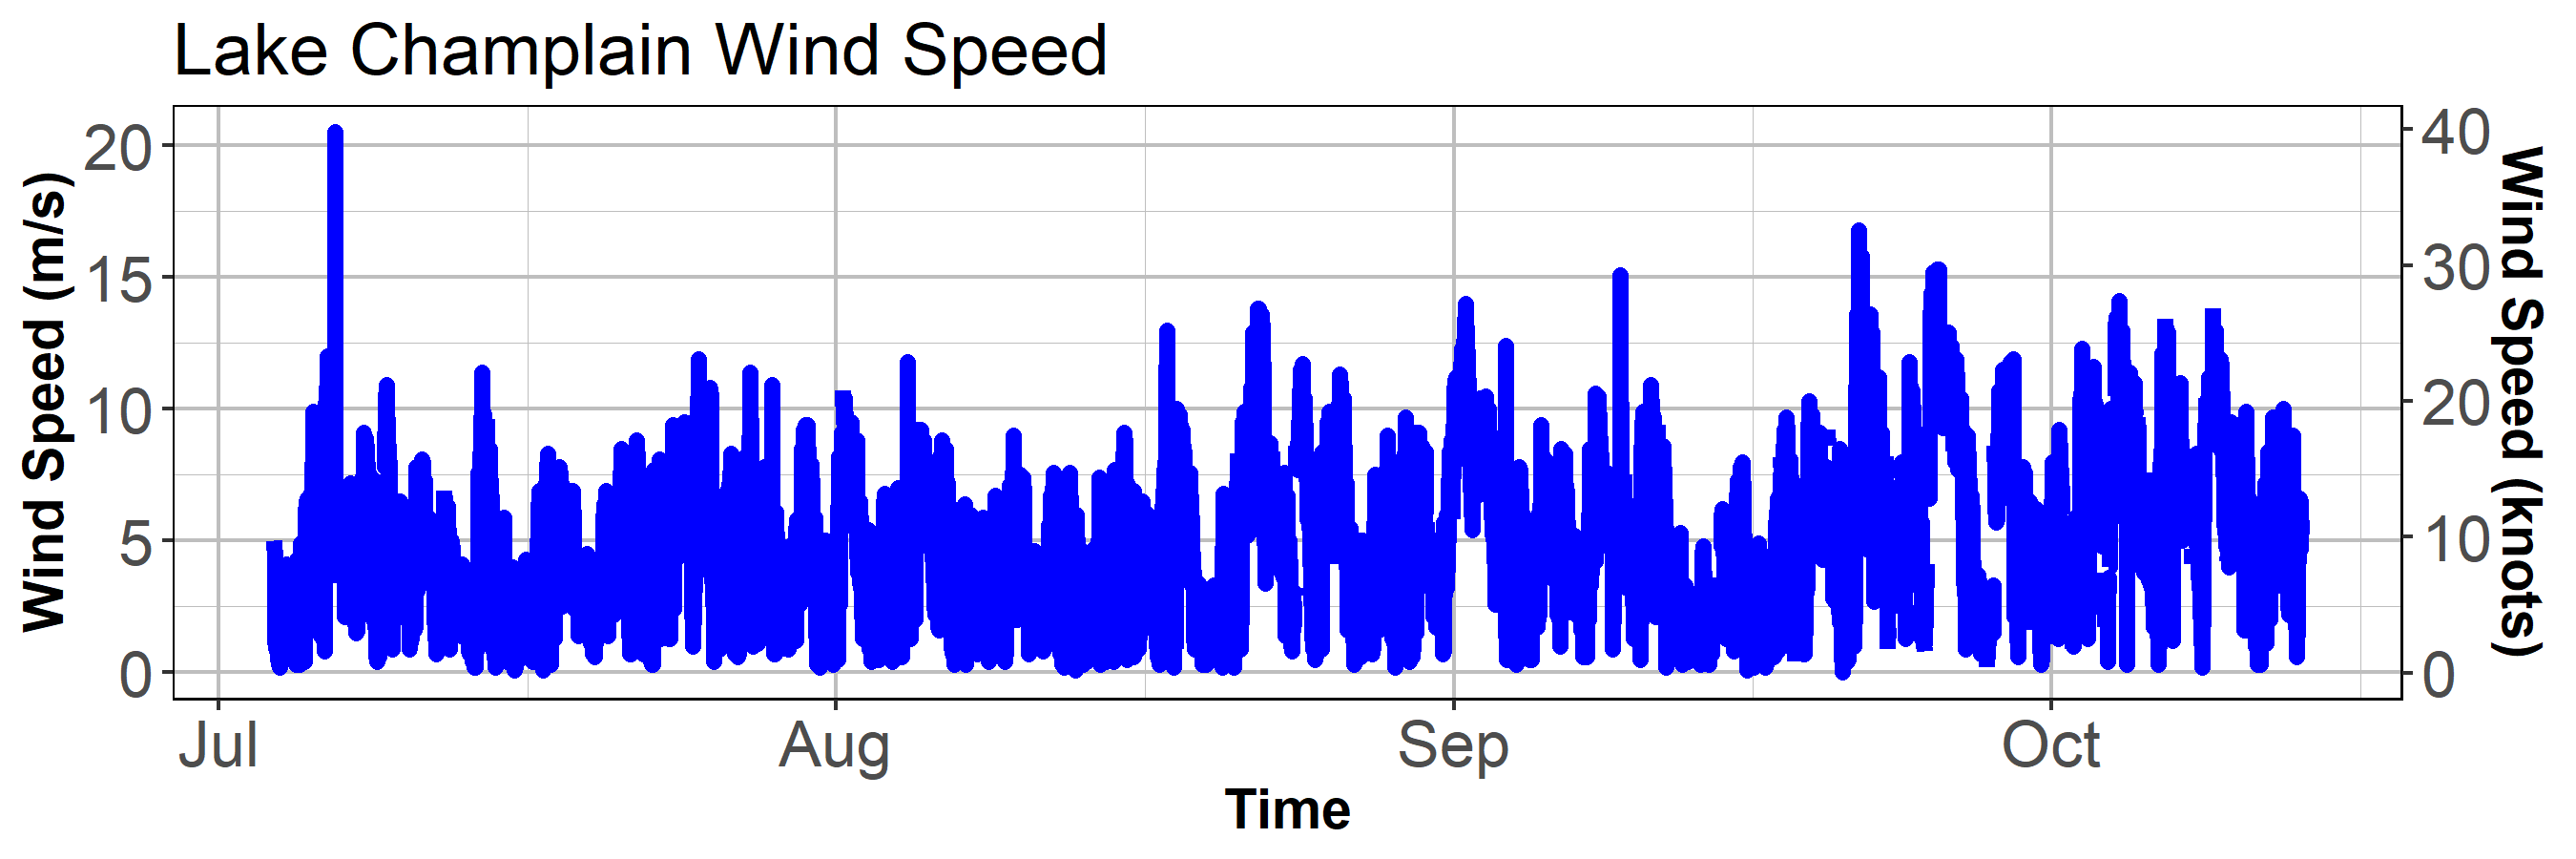 Lake Champlain Wind Speed
Wind Speed (m/s)
20
15
10
5
0
40
30
20
10
0
Wind Speed (knots)
Jul
Aug
Sep
Oct
Time